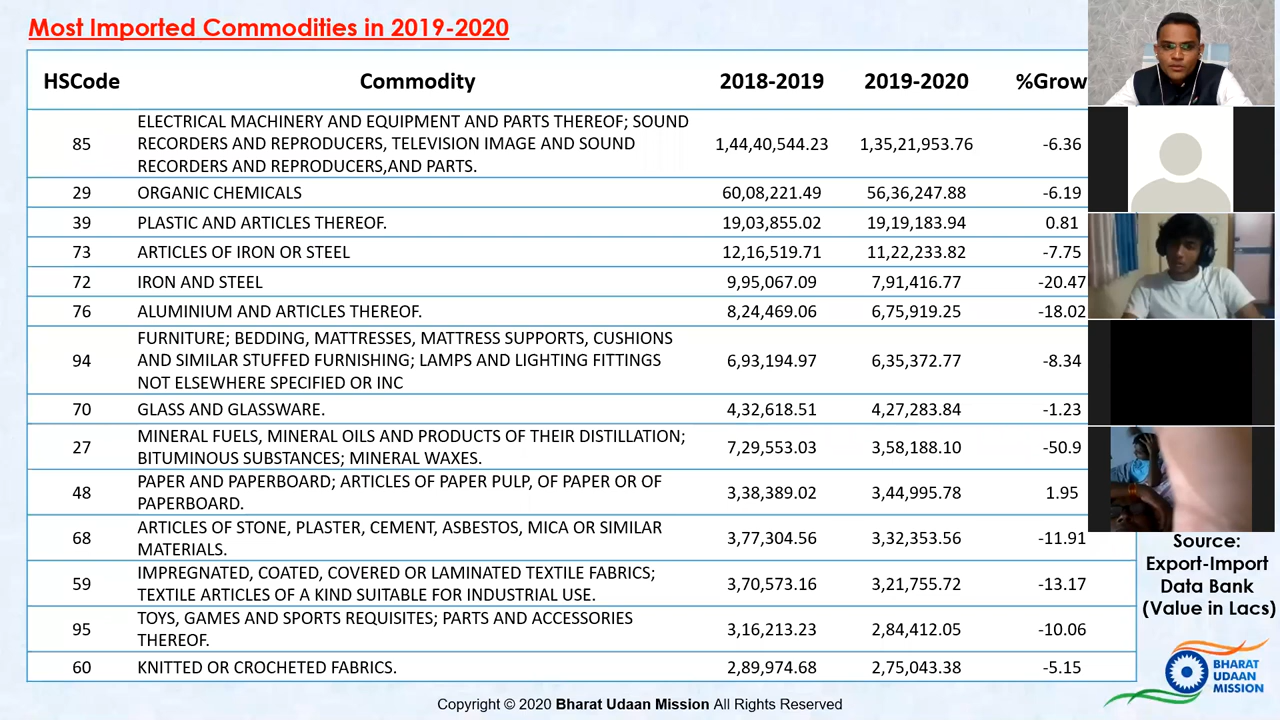 Most Imported Commodities in 2019-2020
HSCode Commodity 2018-2019 2019-2020 %Grow
85 ELECTRICAL MACHINERY AND EQUIPMENT AND PARTS THEREOF; SOUND
RECORDERS AND REPRODUCERS, TELEVISION IMAGE AND SOUND
RECORDERS AND REPRODUCERS,AND PARTS. 1,44,40,544.23 1,35,21,953.76 -6.36
29 ORGANIC CHEMICALS 60,08,221.49 56,36,247.88 -6.19
39 PLASTIC AND ARTICLES THEREOF. 19,03,855.02 19,19,183.94 0.81
73 ARTICLES OF IRON OR STEEL 12,16,519.71 11,22,233.82 -7.75
72 IRON AND STEEL 9,95,067.09 7,91,416.77 -20.47
76 ALUMINIUM AND ARTICLES THEREOF. 8,24,469.06 6,75,919.25 -18.02
94 FURNITURE; BEDDING, MATTRESSES, MATTRESS SUPPORTS, CUSHIONS
AND SIMILAR STUFFED FURNISHING; LAMPS AND LIGHTING FITTINGS
NOT ELSEWHERE SPECIFIED OR INC 6,93,194.97 6,35,372.77 -8.34
70 GLASS AND GLASSWARE. 4,32,618.51 4,27,283.84 -1.23
27 MINERAL FUELS, MINERAL OILS AND PRODUCTS OF THEIR DISTILLATION;
BITUMINOUS SUBSTANCES; MINERAL WAXES. 7,29,553.03 3,58,188.10 -50.9
48 PAPER AND PAPERBOARD; ARTICLES OF PAPER PULP, OF PAPER OR OF
PAPERBOARD. 3,38,389.02 3,44,995.78 1.95
68 ARTICLES OF STONE, PLASTER, CEMENT, ASBESTOS, MICA OR SIMILAR
MATERIALS. 3,77,304.56 3,32,353.56 -11.91
59 IMPREGNATED, COATED, COVERED OR LAMINATED TEXTILE FABRICS;
TEXTILE ARTICLES OF A KIND SUITABLE FOR INDUSTRIAL USE. 3,70,573.16 3,21,755.72 -13.17
95 TOYS, GAMES AND SPORTS REQUISITES; PARTS AND ACCESSORIES
THEREOF. 3,16,213.23 2,84,412.05 -10.06
60 KNITTED OR CROCHETED FABRICS. 2,89,974.68 2,75,043.38 -5.15
Source:
Export-Import
Data Bank
(Value in Lacs)
BHARAT
UDAAN
MISSION
Copyright © 2020 Bharat Udaan Mission All Rights Reserved